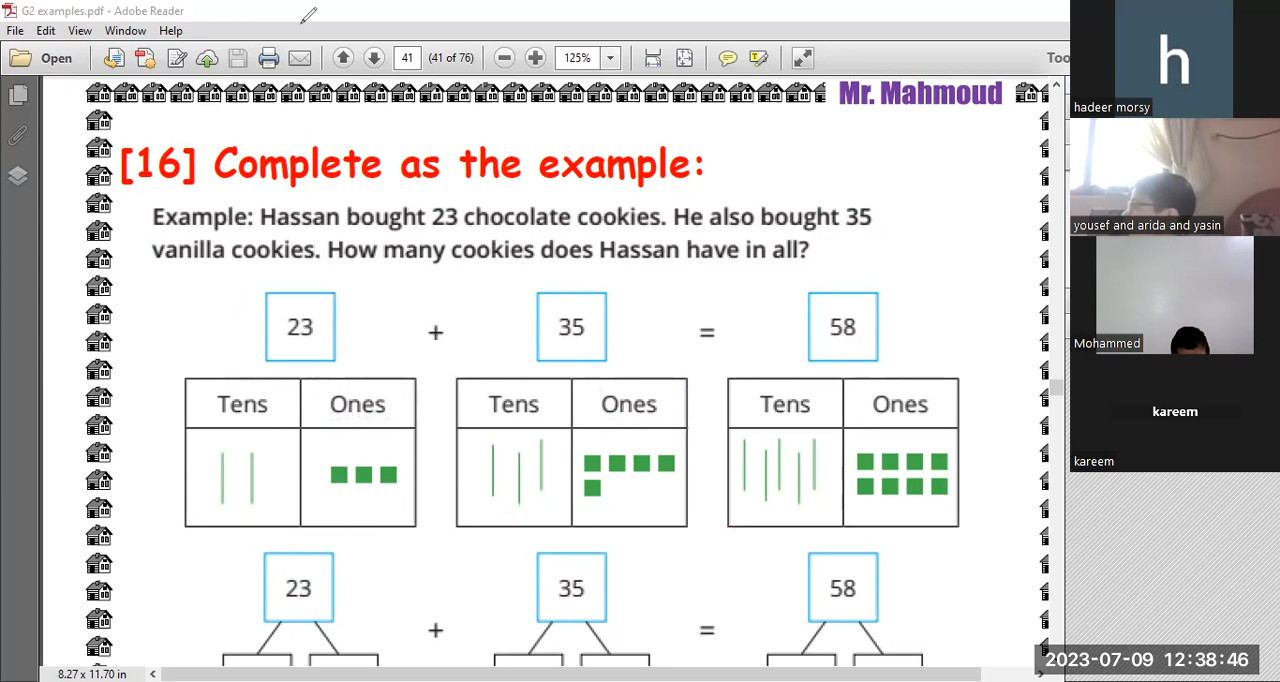 G2 examples.pdf - Adobe Reader
File Edit View Window Help
Open 41 (41 of 76) 125% Too
Mr. Mahmoud
[16] Complete as the example:
Example: Hassan bought 23 chocolate cookies. He also bought 35
vanilla cookies. How many cookies does Hassan have in all?
23 + 35 = 58
Tens Ones Tens Ones Tens Ones
23 + 35 = 58
8.27 x 11.70 in
h
hadeer morsy
yousef and arida and yasin
Mohammed
kareem
kareem
2023-07-09 12:38:46